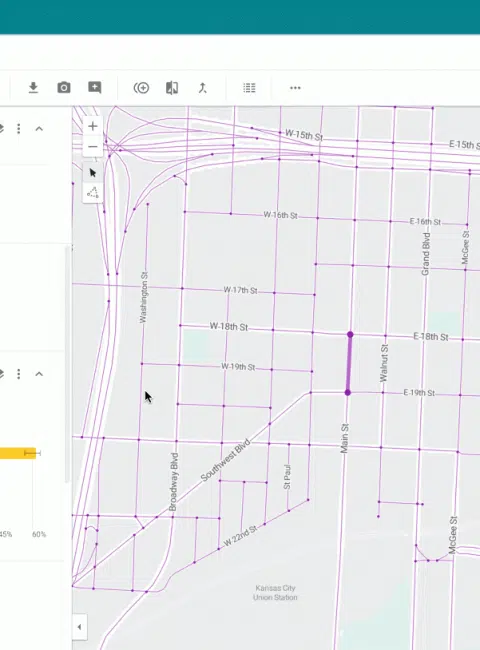 W 15th St
E 15th S
W 16th St
E 16th St
McGee St
Grand Blvd
Washington St
W 17th St
W 18th St
E 18th St
Walnut St
W 19th St
E 19th St
Main St
Southwest Blvd
Broadway Blvd
St Paul
45%
60%
McGee St
W 22nd St
Kansas City
Union Station